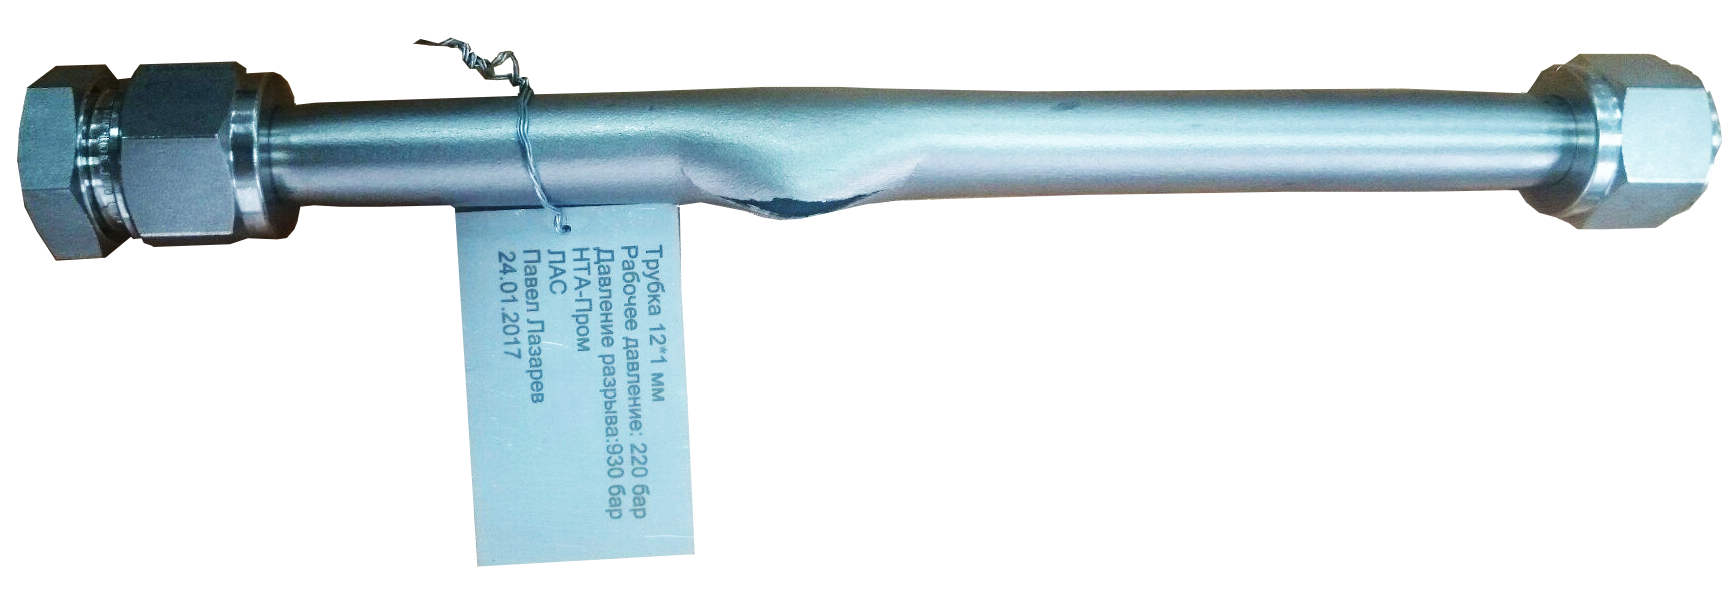 Трубка 12*1 мм
Рабочее давление: 220 бар
Давление разрыва:930 бар
НТА-Пром
ЛАС
Павел Лазарев
24.01.2017